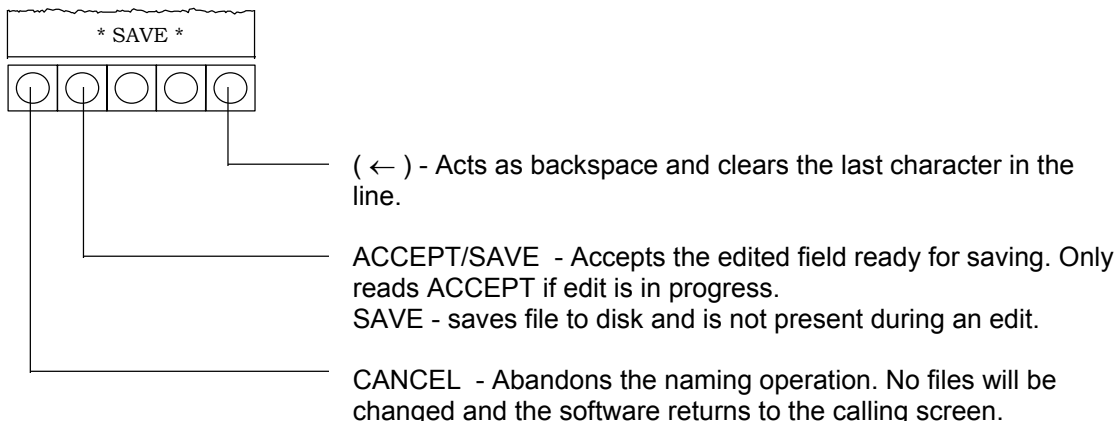 * SAVE *
( ← ) - Acts as backspace and clears the last character in the
line.
ACCEPT/SAVE - Accepts the edited field ready for saving. Only
reads ACCEPT if edit is in progress.
SAVE - saves file to disk and is not present during an edit.
CANCEL - Abandons the naming operation. No files will be
changed and the software returns to the calling screen.